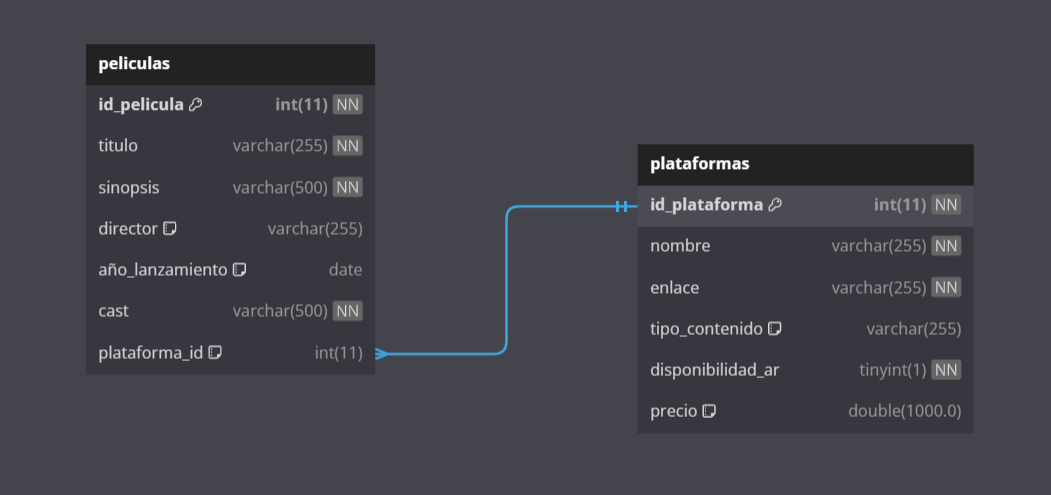 peliculas
id_pelicula int(11) NN
titulo varchar(255) NN
sinopsis varchar(500) NN
director varchar(255)
año_lanzamiento date
cast varchar(500) NN
plataforma_id int(11)
plataformas
id_plataforma int(11) NN
nombre varchar(255) NN
enlace varchar(255) NN
tipo_contenido varchar(255)
disponibilidad_ar tinyint(1) NN
precio double(1000.0)